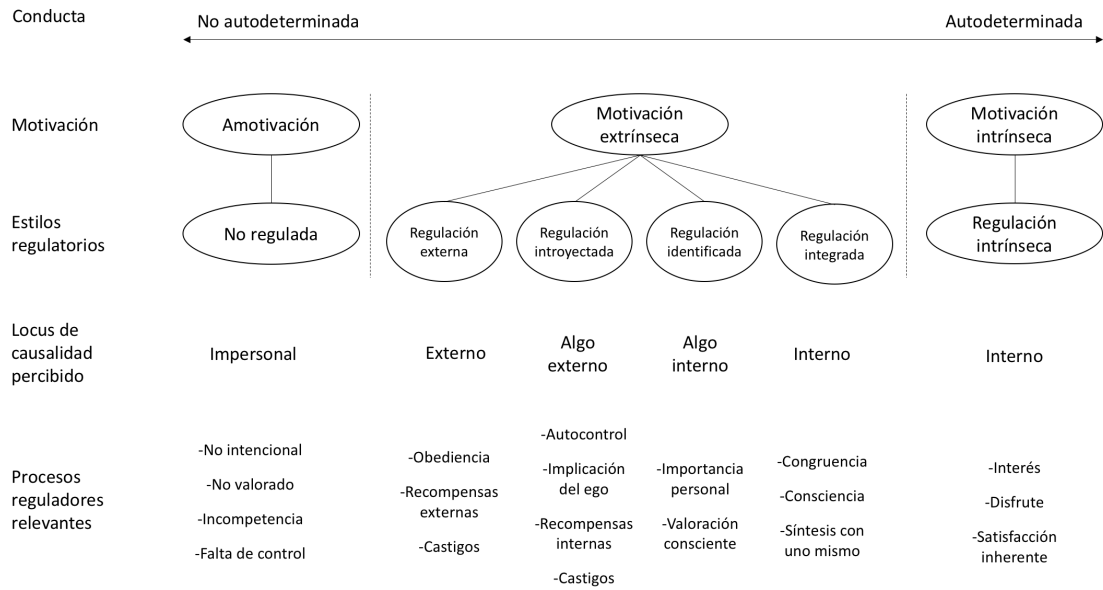 Conducta
No autodeterminada
Autodeterminada
Motivación
Amotivación
Motivación
extrínseca
Motivación
intrínseca
Estilos
regulatorios
No regulada
Regulación
externa
Regulación
introyectada
Regulación
identificada
Regulación
integrada
Regulación
intrínseca
Locus de
causalidad
percibido
Impersonal
Externo
Algo
externo
Algo
interno
Interno
Interno
Procesos
reguladores
relevantes
-No intencional
-No valorado
-Incompetencia
-Falta de control
-Obediencia
-Recompensas
externas
-Castigos
-Autocontrol
-Implicación
del ego
-Recompensas
internas
-Castigos
-Importancia
personal
-Valoración
consciente
-Congruencia
-Consciencia
-Síntesis con
uno mismo
-Interés
-Disfrute
-Satisfacción
inherente